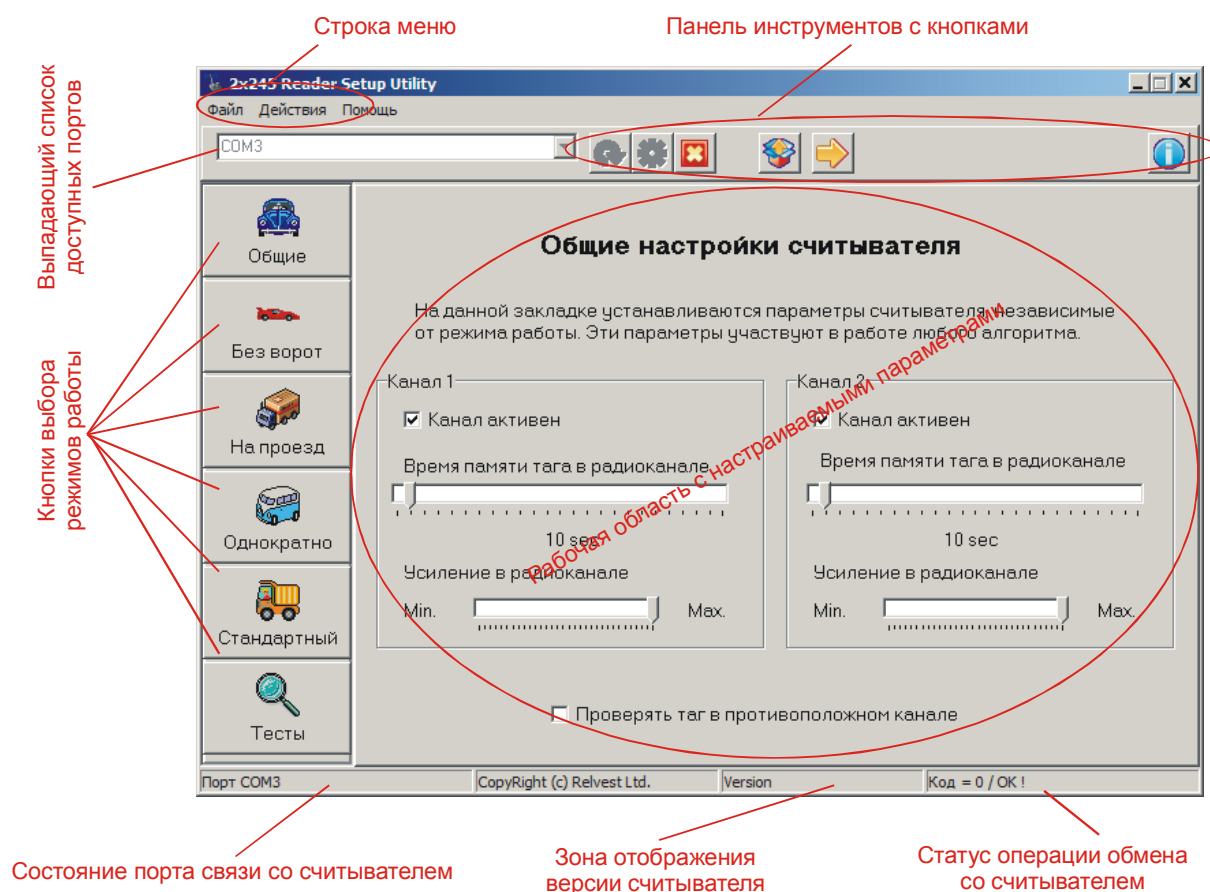 Строка меню
Панель инструментов с кнопками
Выпадающий список
доступных портов
2x245 Reader Setup Utility
Файл Действия Помощь
COM3
Общие
Без ворот
На проезд
Однократно
Стандартный
Тесты
Кнопки выбора
режимов работы
Общие настройки считывателя
На данной закладке устанавливаются параметры считывателя, независимые
от режима работы. Эти параметры участвуют в работе любого алгоритма.
Рабочая область с настраиваемыми параметрами
Канал 1
Канал активен
Время памяти тага в радиоканале
10 sec
Усиление в радиоканале
Min. Max.
Канал 2
Канал активен
Время памяти тага в радиоканале
10 sec
Усиление в радиоканале
Min. Max.
Проверять таг в противоположном канале
Порт COM3
CopyRight (c) Relvest Ltd.
Version
Код = 0 / OK !
Состояние порта связи со считывателем
Зона отображения
версии считывателя
Статус операции обмена
со считывателем